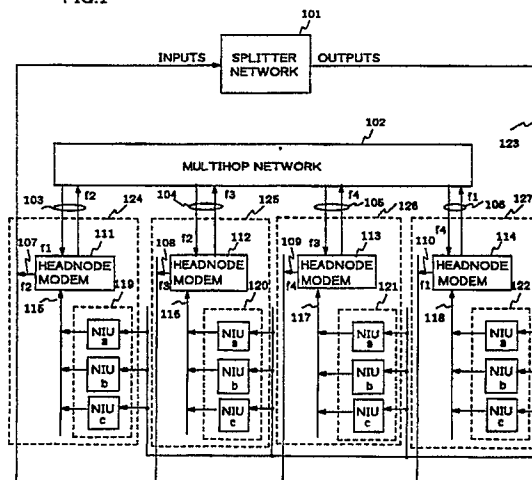 FIG.1
101
INPUTS SPLITTER NETWORK OUTPUTS
102
123
MULTIHOP NETWORK
103 f2 124 104 f3 125 105 f4 126 106 f1 127
107 f1 111 108 f2 112 109 f3 113 110 f4 114
f2 HEADNODE MODEM f3 HEADNODE MODEM f4 HEADNODE MODEM f1 HEADNODE MODEM
115 119 116 120 117 121 118 122
NIU a NIU a NIU a NIU a
NIU b NIU b NIU b NIU b
NIU c NIU c NIU c NIU c